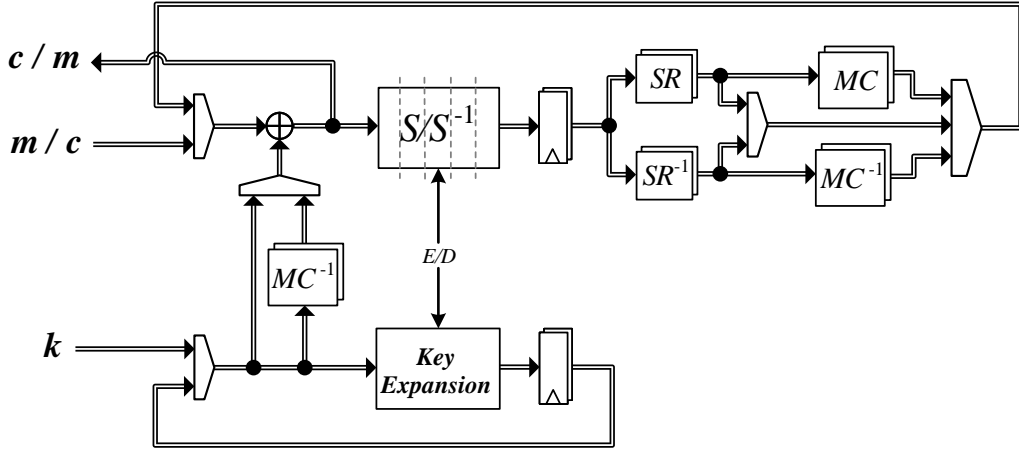 c / m
m / c
S/S⁻¹
SR
MC
SR⁻¹
MC⁻¹
E/D
MC⁻¹
k
Key
Expansion